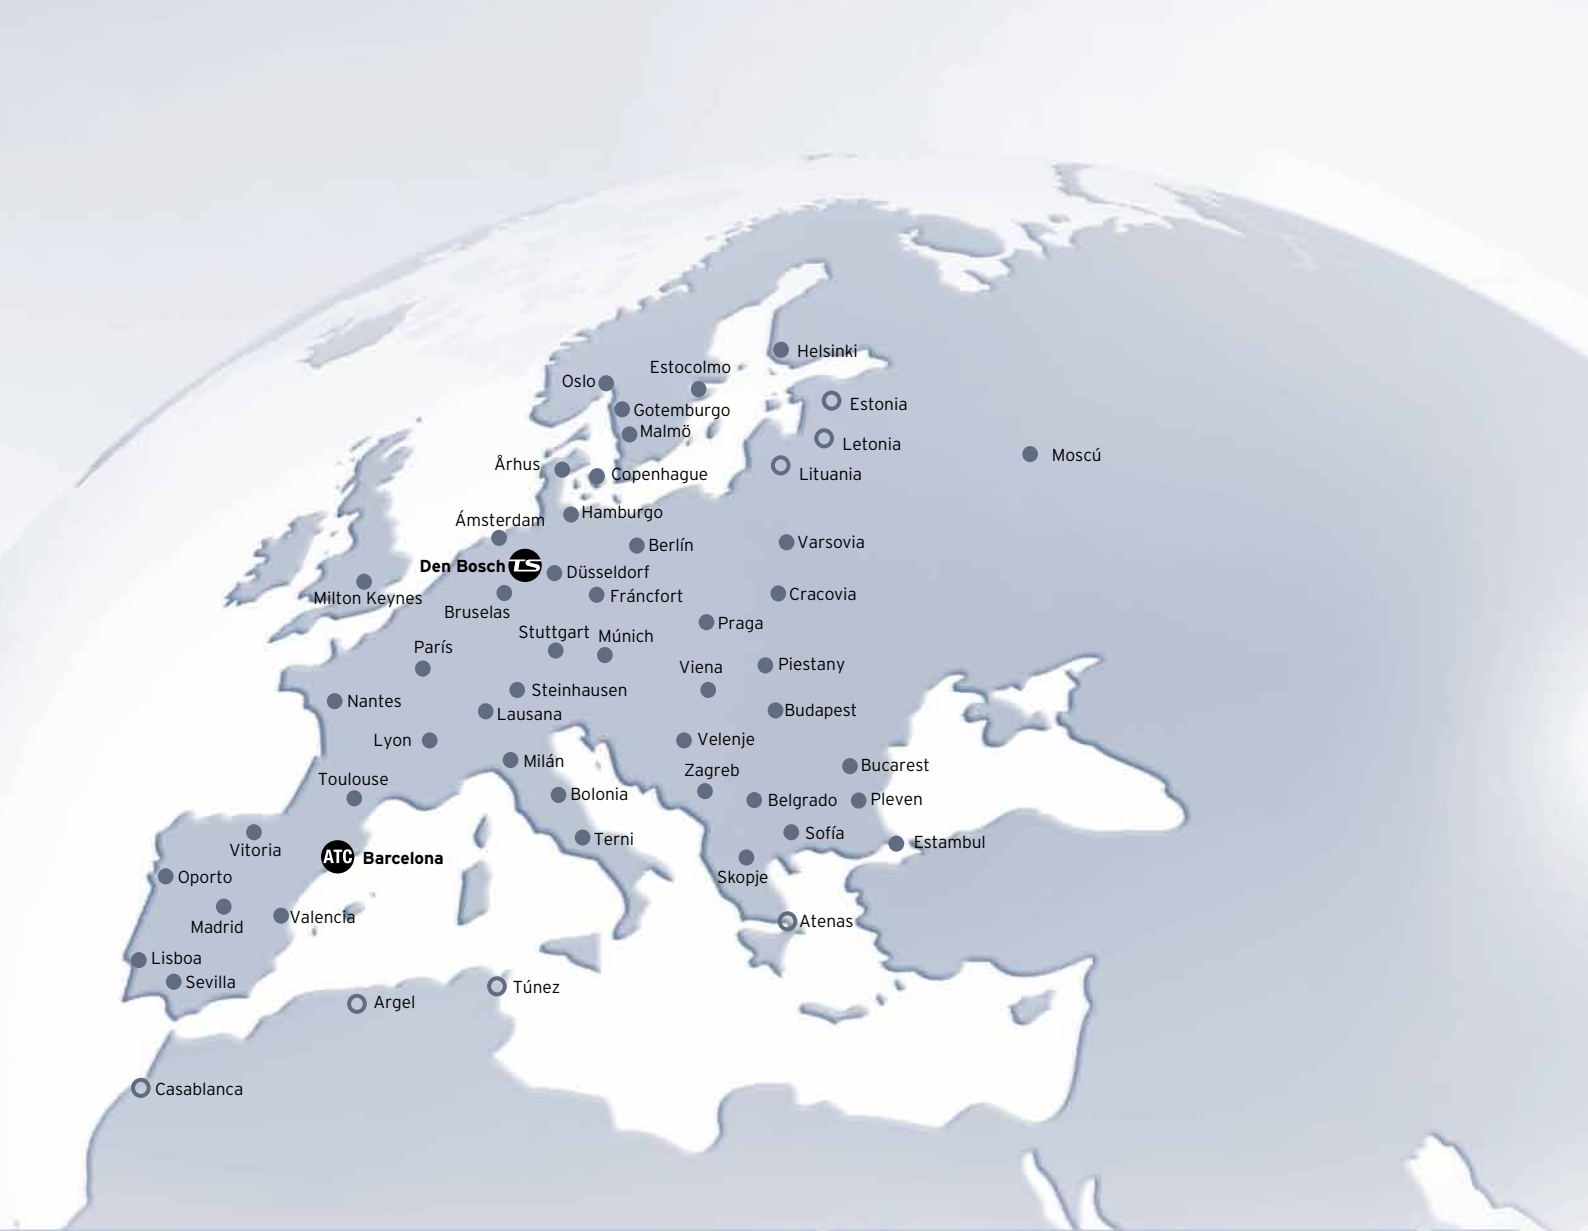 Helsinki
Estocolmo
Oslo
Estonia
Gotemburgo
Malmö
Letonia
Moscú
Århus
Copenhague
Lituania
Hamburgo
Ámsterdam
Berlín
Varsovia
Den Bosch TS
Düsseldorf
Milton Keynes
Fráncfort
Cracovia
Bruselas
Praga
Stuttgart
Múnich
París
Viena
Piestany
Steinhausen
Nantes
Lausana
Budapest
Lyon
Velenje
Milán
Bucarest
Zagreb
Toulouse
Bolonia
Belgrado
Pleven
Vitoria
Terni
Sofía
Estambul
ATC Barcelona
Oporto
Skopje
Madrid
Valencia
Atenas
Lisboa
Sevilla
Túnez
Argel
Casablanca